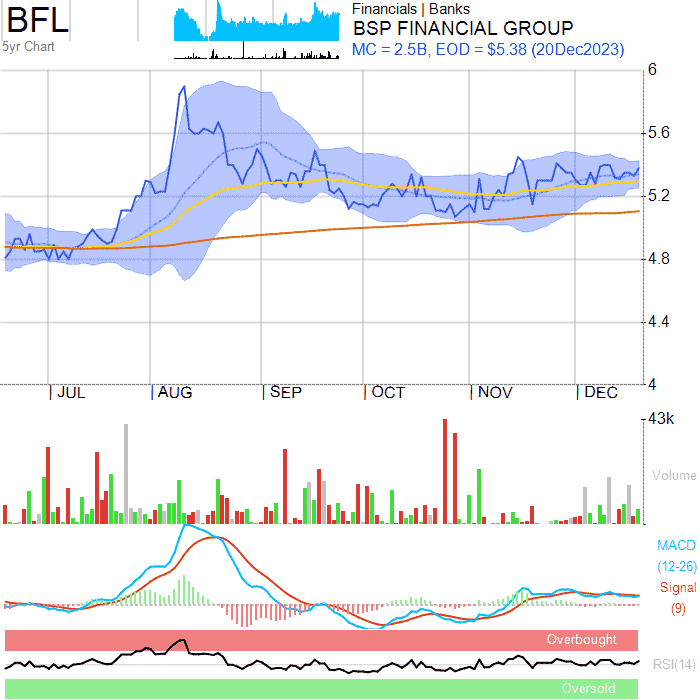 BFL
5yr Chart
Financials | Banks
BSP FINANCIAL GROUP
MC = 2.5B, EOD = $5.38 (20Dec2023)
6
5.6
5.2
4.8
4.4
4
JUL
AUG
SEP
OCT
NOV
DEC
43k
Volume
MACD
(12-26)
Signal
(9)
Overbought
RSI(14)
Oversold